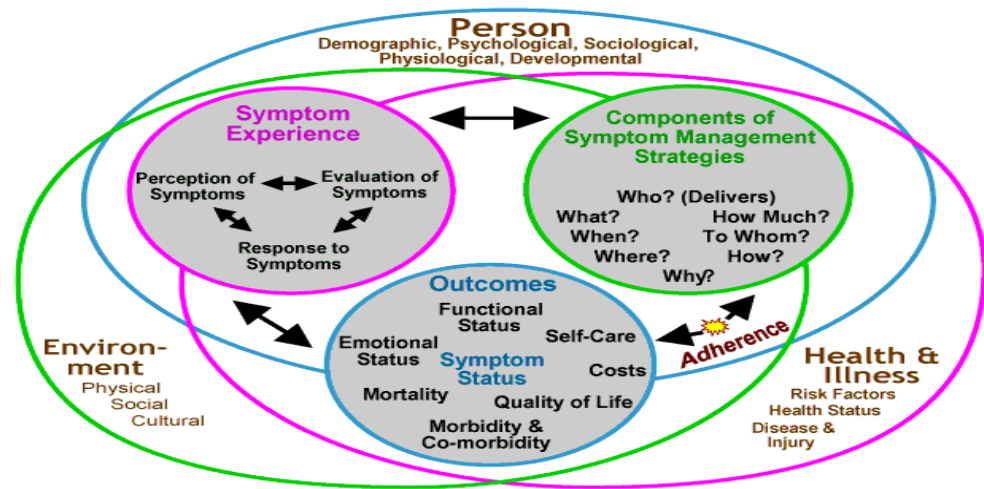 Person
Demographic, Psychological, Sociological,
Physiological, Developmental
Symptom
Experience
Perception of
Symptoms
Evaluation of
Symptoms
Response to
Symptoms
Components of
Symptom Management
Strategies
Who? (Delivers)
What?
How Much?
When?
To Whom?
Where?
How?
Why?
Outcomes
Functional
Status
Self-Care
Emotional
Status
Symptom
Status
Costs
Mortality
Quality of Life
Morbidity &
Co-morbidity
Adherence
Environ-
ment
Physical
Social
Cultural
Health &
Illness
Risk Factors
Health Status
Disease &
Injury